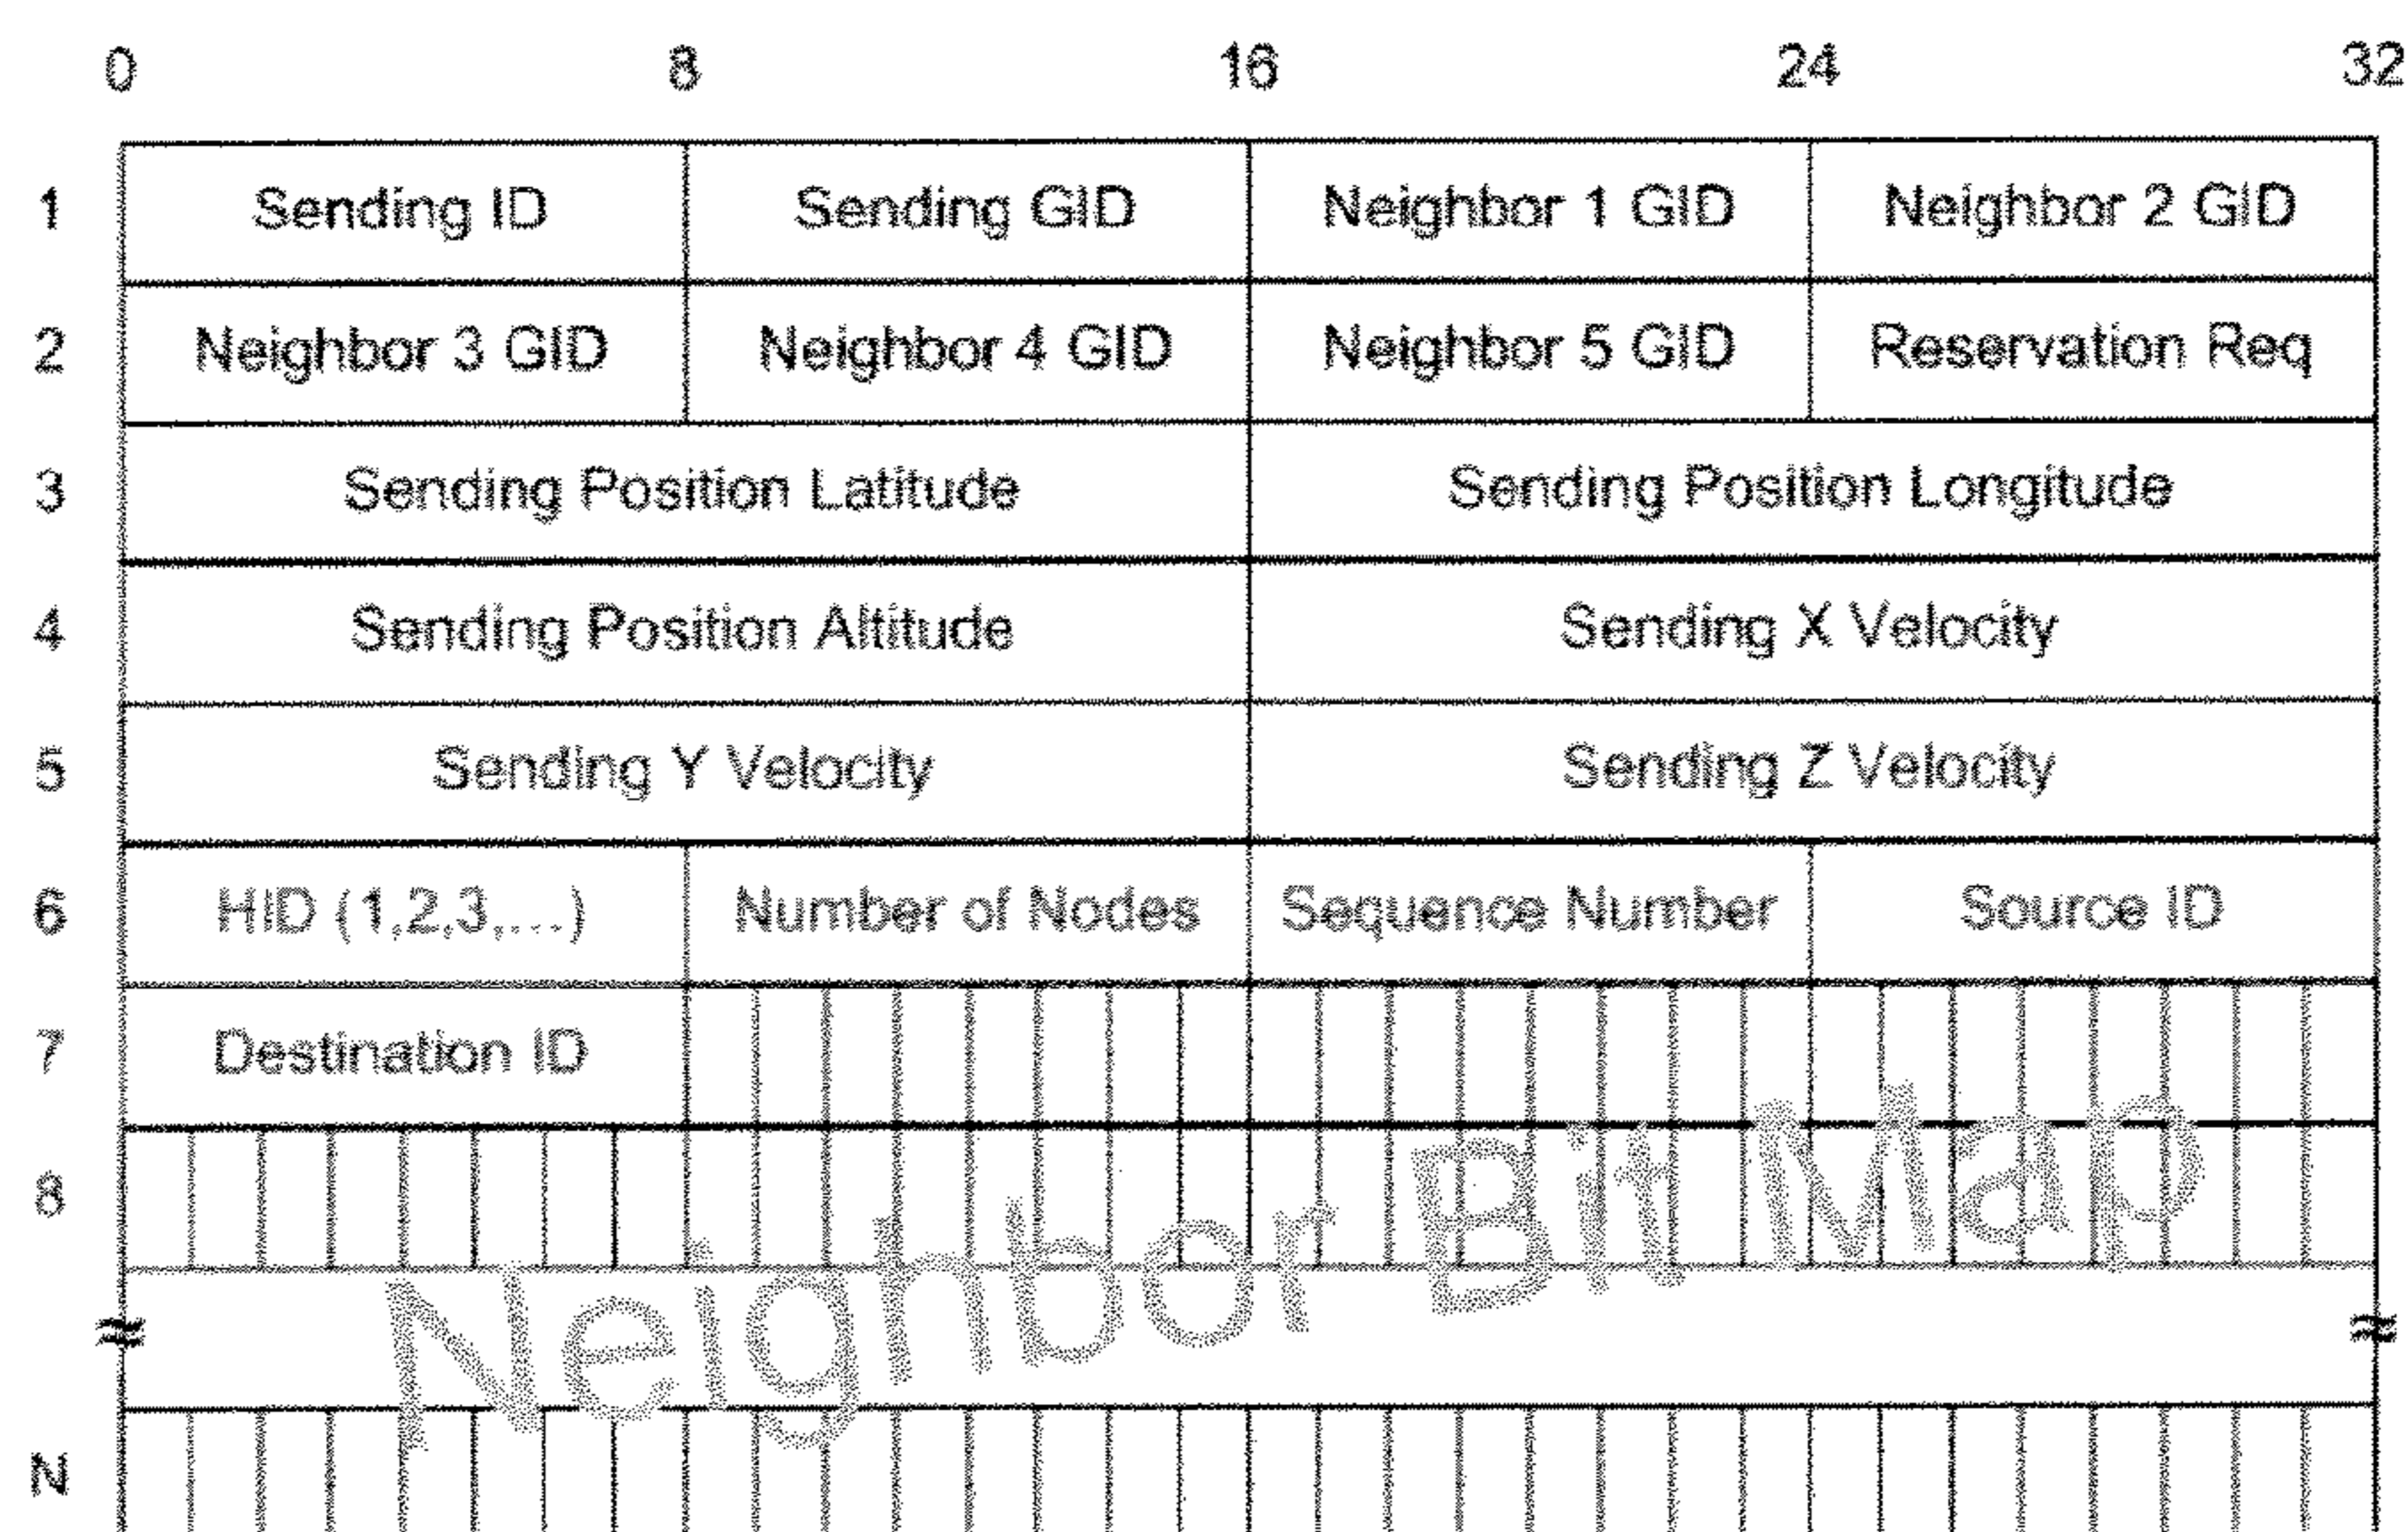 0 8 16 24 32
1 Sending ID Sending GID Neighbor 1 GID Neighbor 2 GID
2 Neighbor 3 GID Neighbor 4 GID Neighbor 5 GID Reservation Req
3 Sending Position Latitude Sending Position Longitude
4 Sending Position Altitude Sending X Velocity
5 Sending Y Velocity Sending Z Velocity
6 HID (1,2,3,...) Number of Nodes Sequence Number Source ID
7 Destination ID
8
Neighbor Bit Map
≈ ≈
N